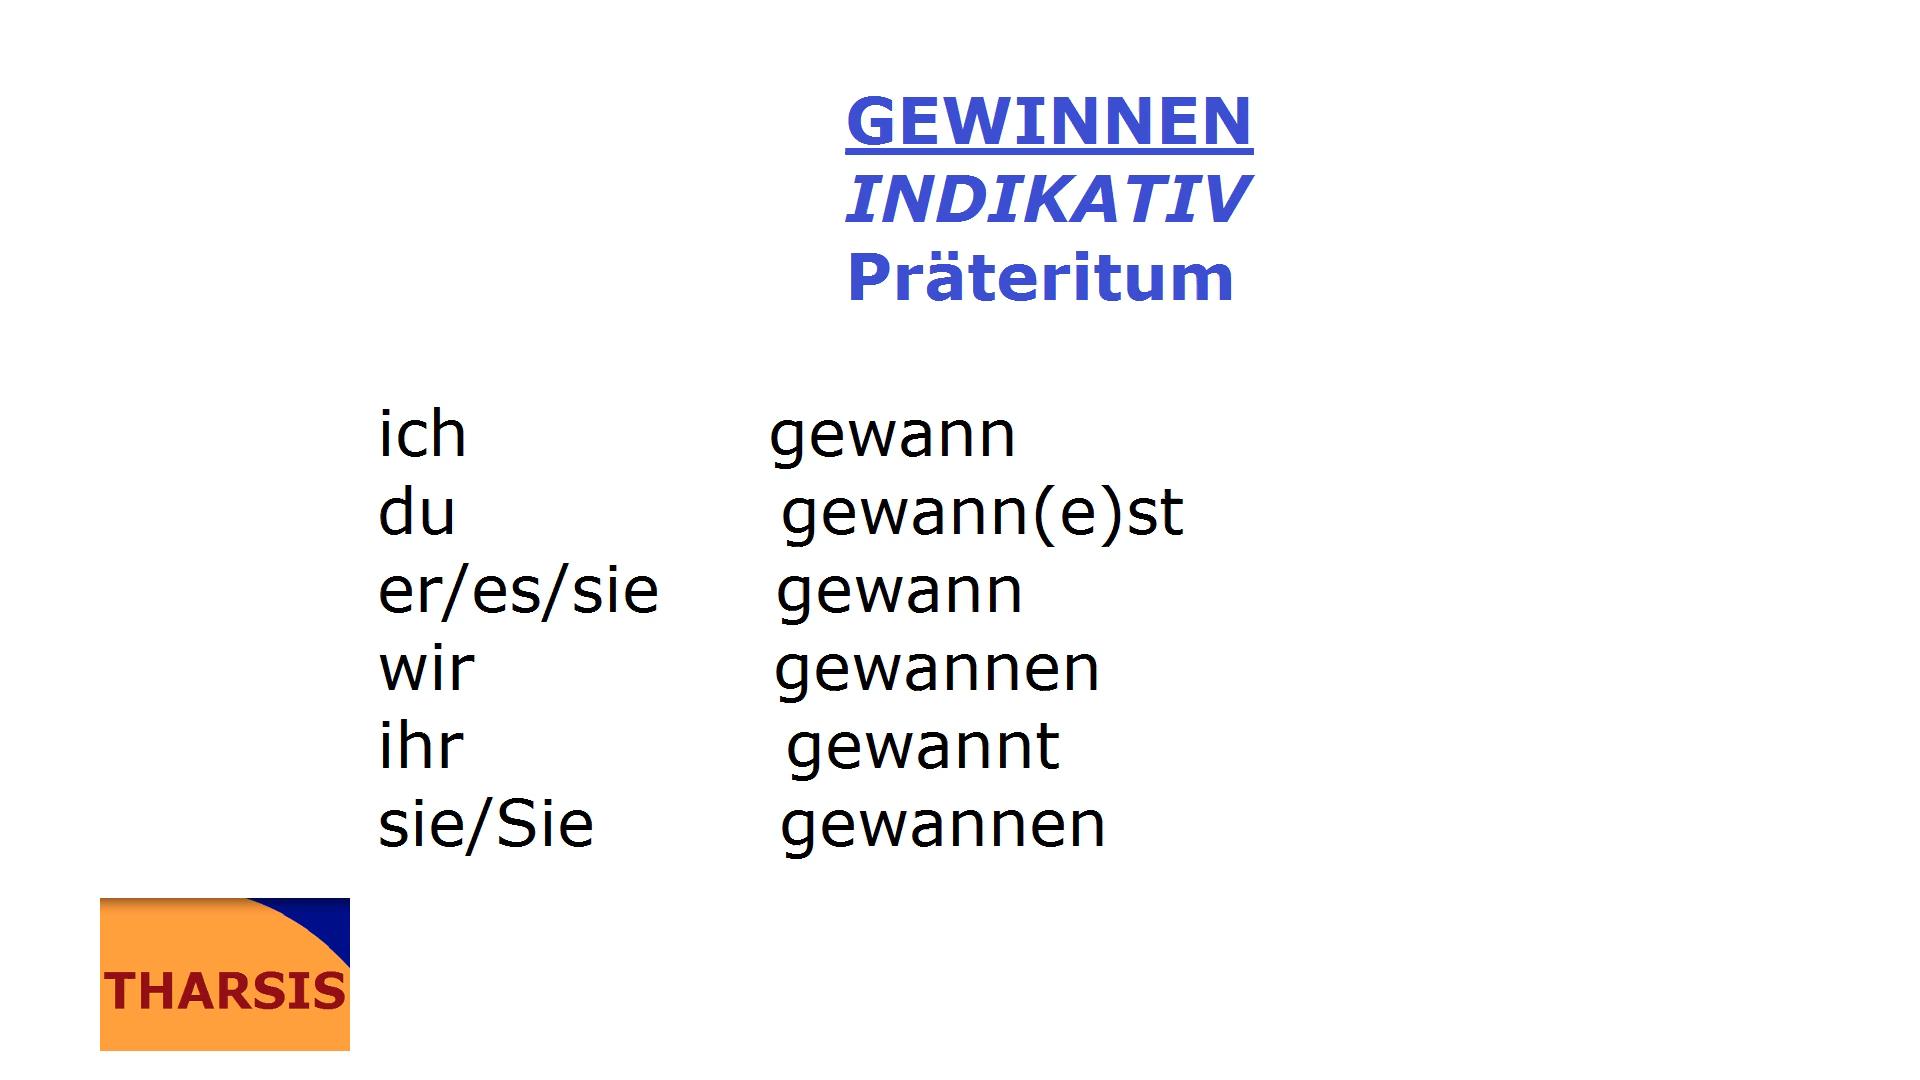 GEWINNEN
INDIKATIV
Präteritum
ich gewann
du gewann(e)st
er/es/sie gewann
wir gewannen
ihr gewannt
sie/Sie gewannen
THARSIS